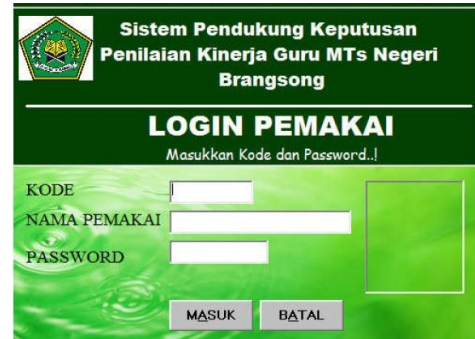 Sistem Pendukung Keputusan
Penilaian Kinerja Guru MTs Negeri
Brangsong
LOGIN PEMAKAI
Masukkan Kode dan Password..!
KODE
NAMA PEMAKAI
PASSWORD
MASUK BATAL